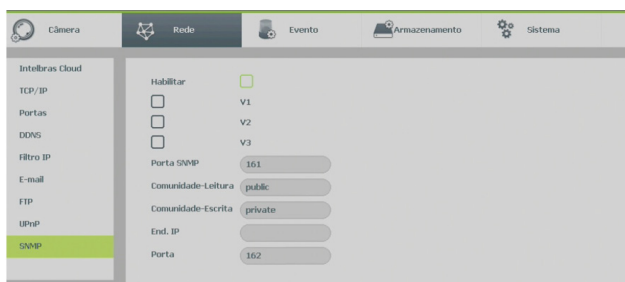 Câmera Rede Evento Armazenamento Sistema
Intelbras Cloud
TCP/IP
Portas
DDNS
Filtro IP
E-mail
FTP
UPnP
SNMP
Habilitar
V1
V2
V3
Porta SNMP 161
Comunidade-Leitura public
Comunidade-Escrita private
End. IP
Porta 162